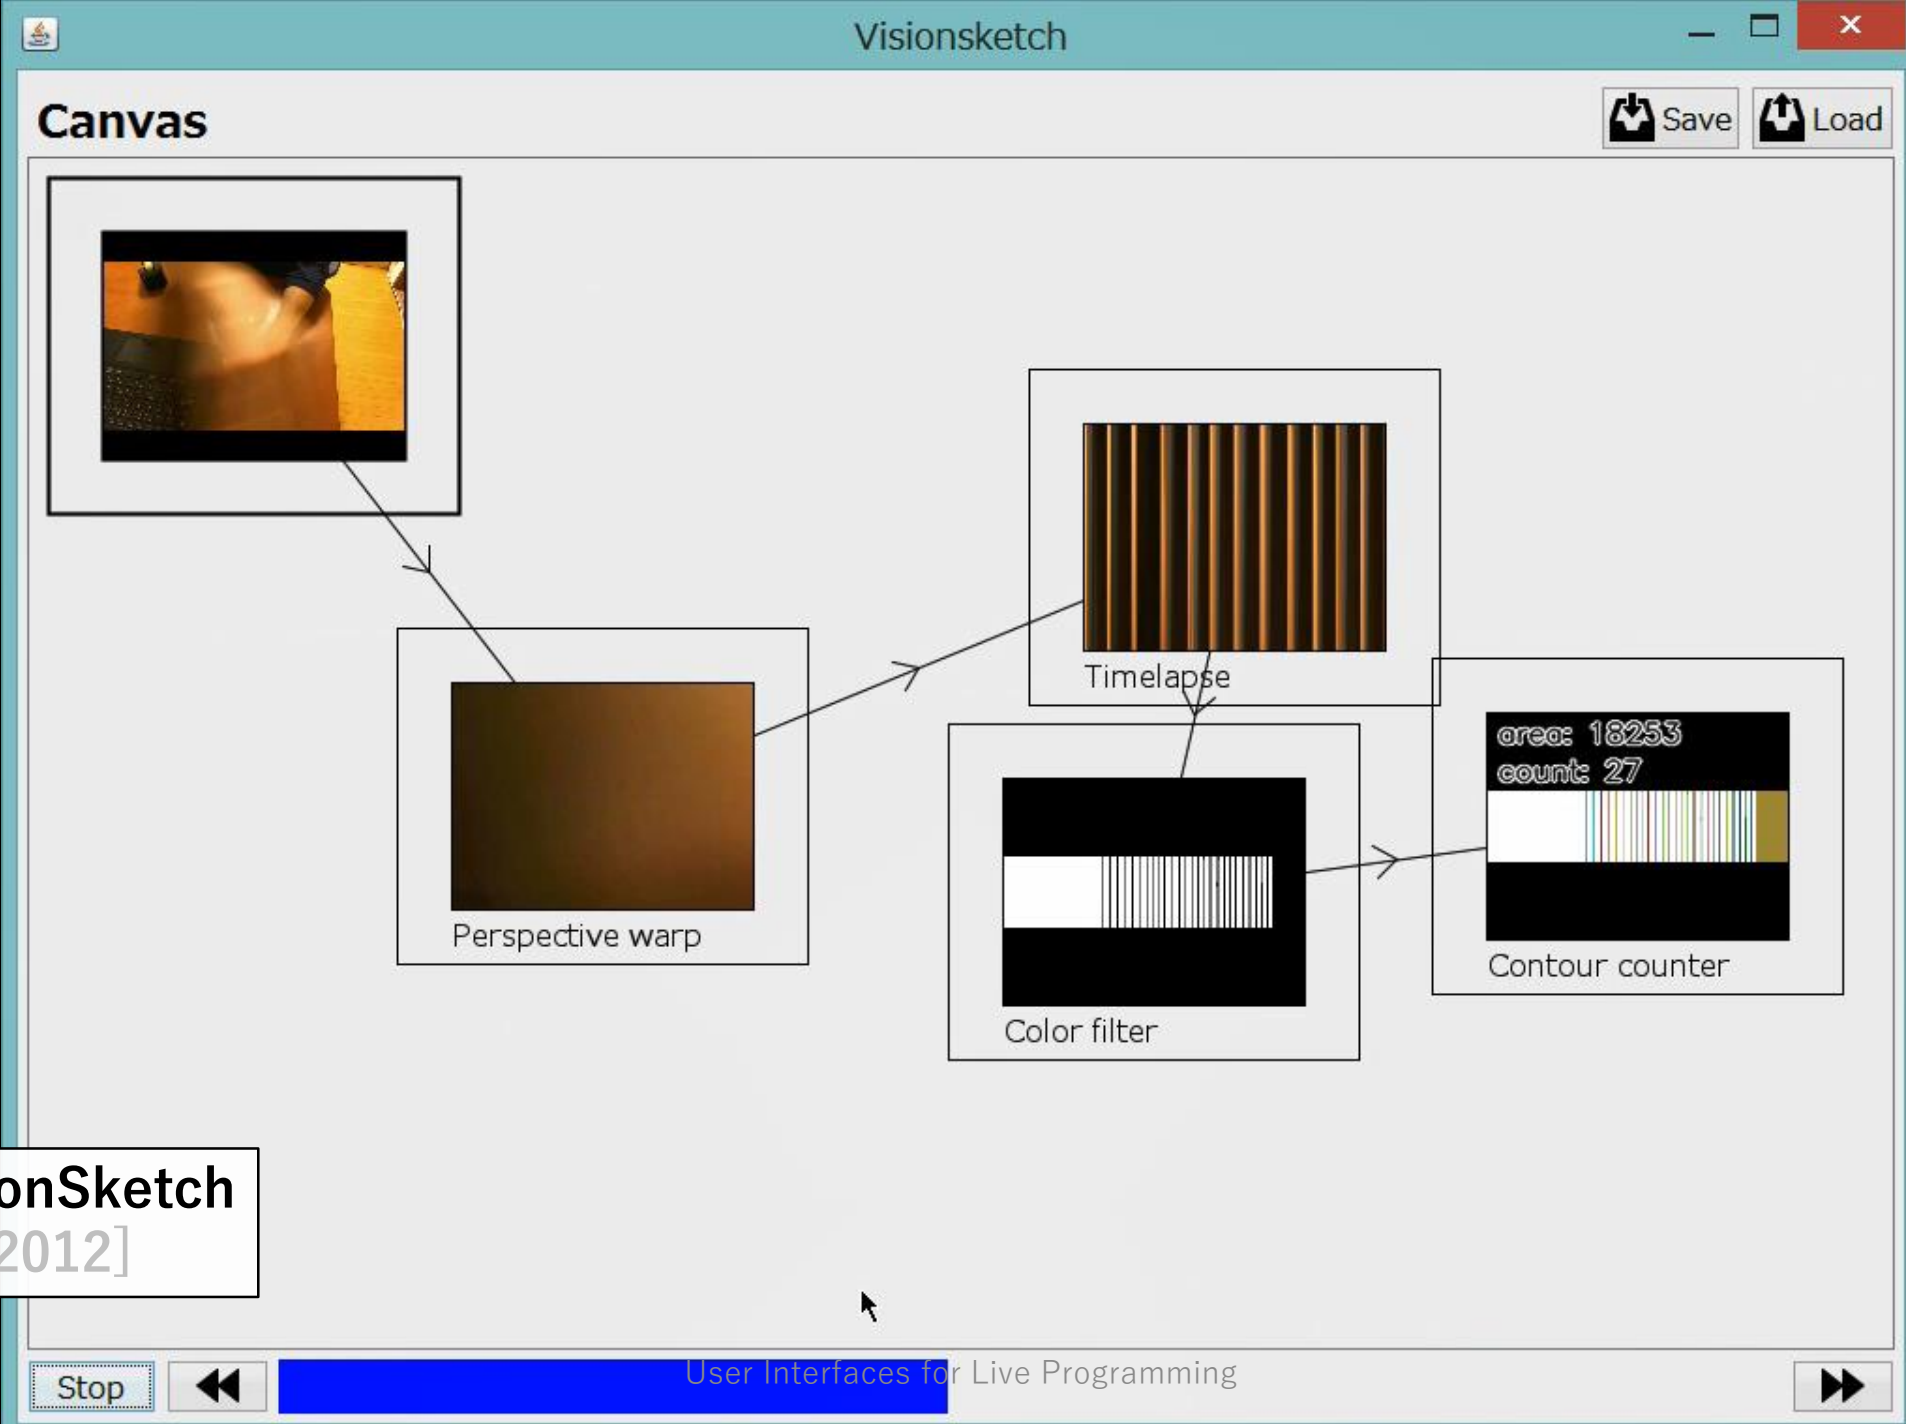 Visionsketch
Canvas
Save
Load
Timelapse
area: 18253
count: 27
Perspective warp
Contour counter
Color filter
onSketch
2012]
Stop
User Interfaces for Live Programming